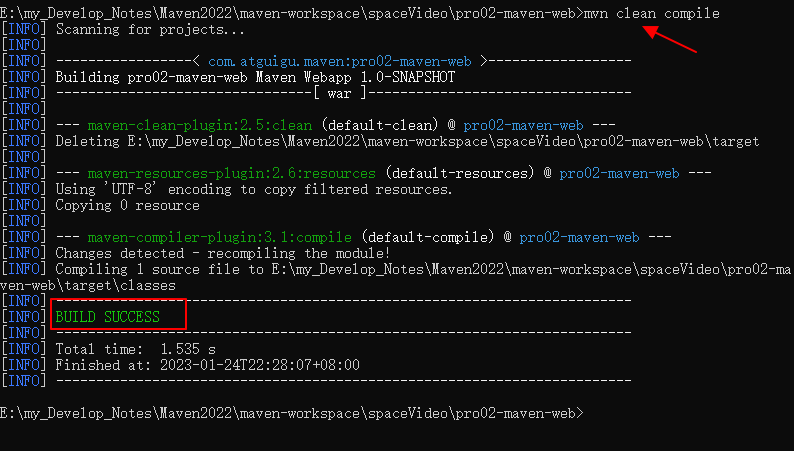 E:\my_Develop_Notes\Maven2022\maven-workspace\spaceVideo\pro02-maven-web>mvn clean compile
[INFO] Scanning for projects...
[INFO]
[INFO] -----------------< com.atguigu.maven:pro02-maven-web >------------------
[INFO] Building pro02-maven-web Maven Webapp 1.0-SNAPSHOT
[INFO] --------------------------------[ war ]---------------------------------
[INFO]
[INFO] --- maven-clean-plugin:2.5:clean (default-clean) @ pro02-maven-web ---
[INFO] Deleting E:\my_Develop_Notes\Maven2022\maven-workspace\spaceVideo\pro02-maven-web\target
[INFO]
[INFO] --- maven-resources-plugin:2.6:resources (default-resources) @ pro02-maven-web ---
[INFO] Using 'UTF-8' encoding to copy filtered resources.
[INFO] Copying 0 resource
[INFO]
[INFO] --- maven-compiler-plugin:3.1:compile (default-compile) @ pro02-maven-web ---
[INFO] Changes detected - recompiling the module!
[INFO] Compiling 1 source file to E:\my_Develop_Notes\Maven2022\maven-workspace\spaceVideo\pro02-ma
ven-web\target\classes
[INFO] ------------------------------------------------------------------------
[INFO] BUILD SUCCESS
[INFO] ------------------------------------------------------------------------
[INFO] Total time:  1.535 s
[INFO] Finished at: 2023-01-24T22:28:07+08:00
[INFO] ------------------------------------------------------------------------
E:\my_Develop_Notes\Maven2022\maven-workspace\spaceVideo\pro02-maven-web>